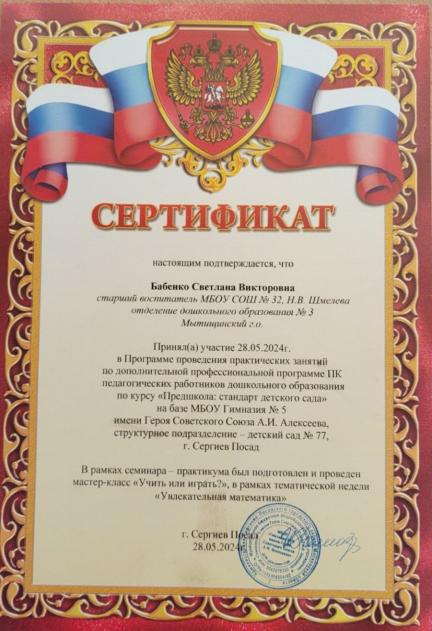 СЕРТИФИКАТ
настоящим подтверждается, что
Бабенко Светлана Викторовна
старший воспитатель МБОУ СОШ № 32, Н.В. Шмелева
отделение дошкольного образования № 3
Мытищинский г.о.
Принял(а) участие 28.05.2024г.
в Программе проведения практических занятий
по дополнительной профессиональной программе ПК
педагогических работников дошкольного образования
по курсу «Предшкола: стандарт детского сада»
на базе МБОУ Гимназия № 5
имени Героя Советского Союза А.И. Алексеева,
структурное подразделение – детский сад № 77,
г. Сергиев Посад
В рамках семинара – практикума был подготовлен и проведен
мастер-класс «Учить или играть?», в рамках тематической недели
«Увлекательная математика»
г. Сергиев Посад
28.05.2024г.